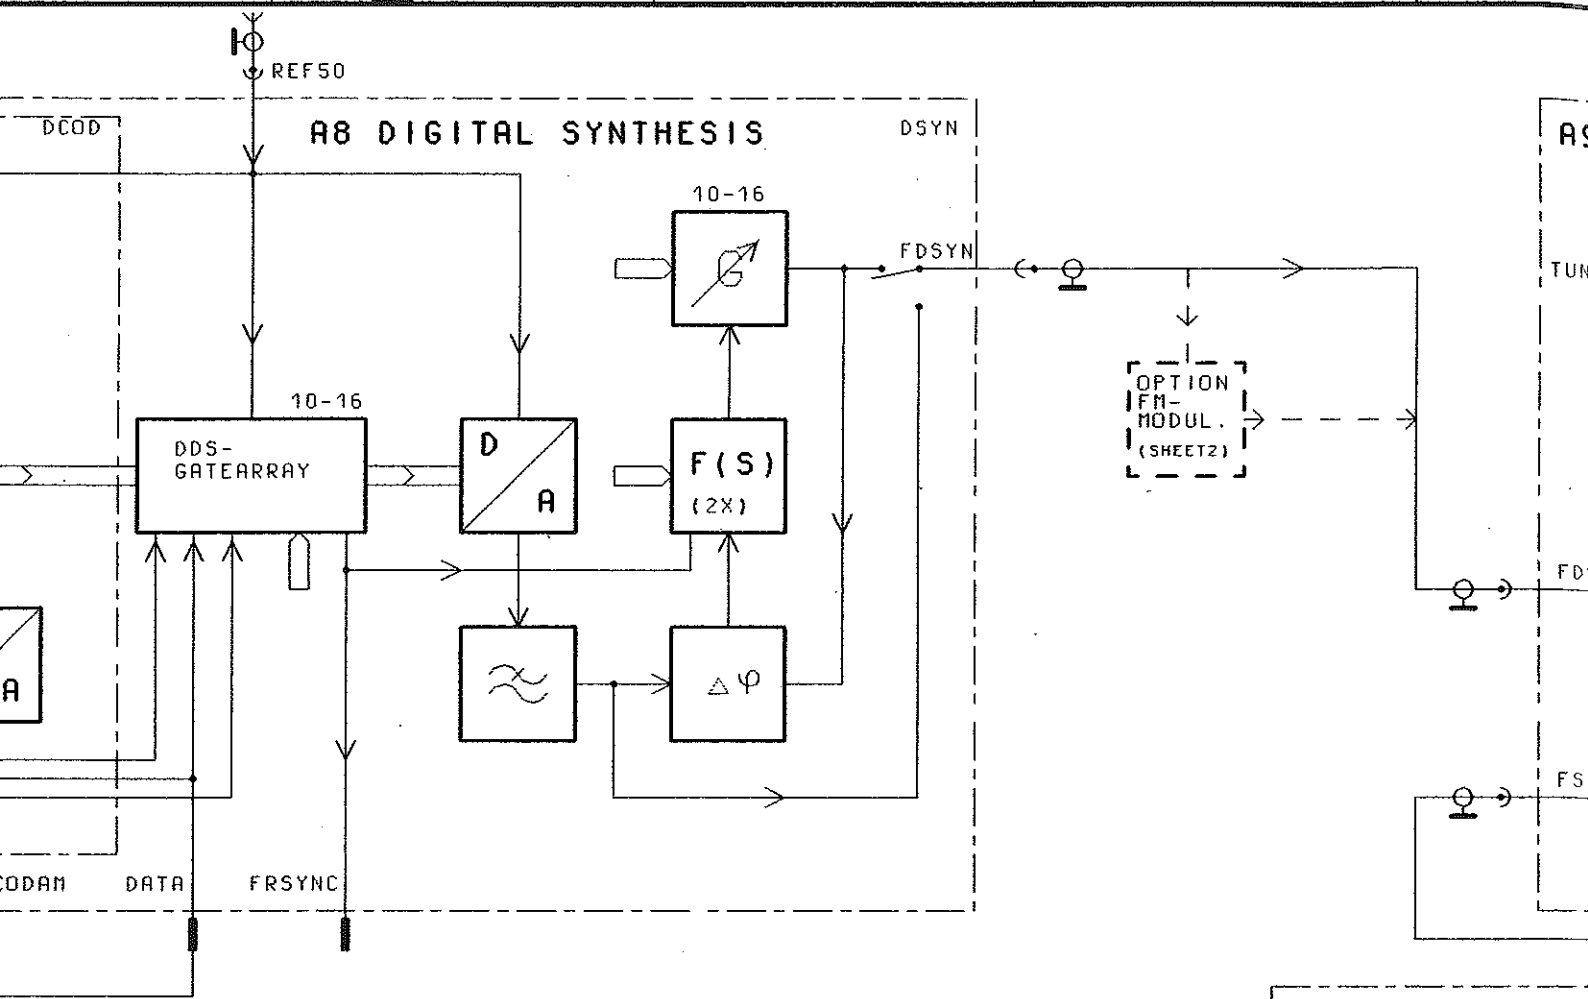 REF50
DCOD
A8 DIGITAL SYNTHESIS
DSYN
10-16
G
FDSYN
10-16
DDS-
GATEARRAY
D
A
F(S)
(2X)
OPTION
FM-
MODUL.
(SHEET2)
A
Δφ
CODAM
DATA
FRSYNC
TUN
FD
FS